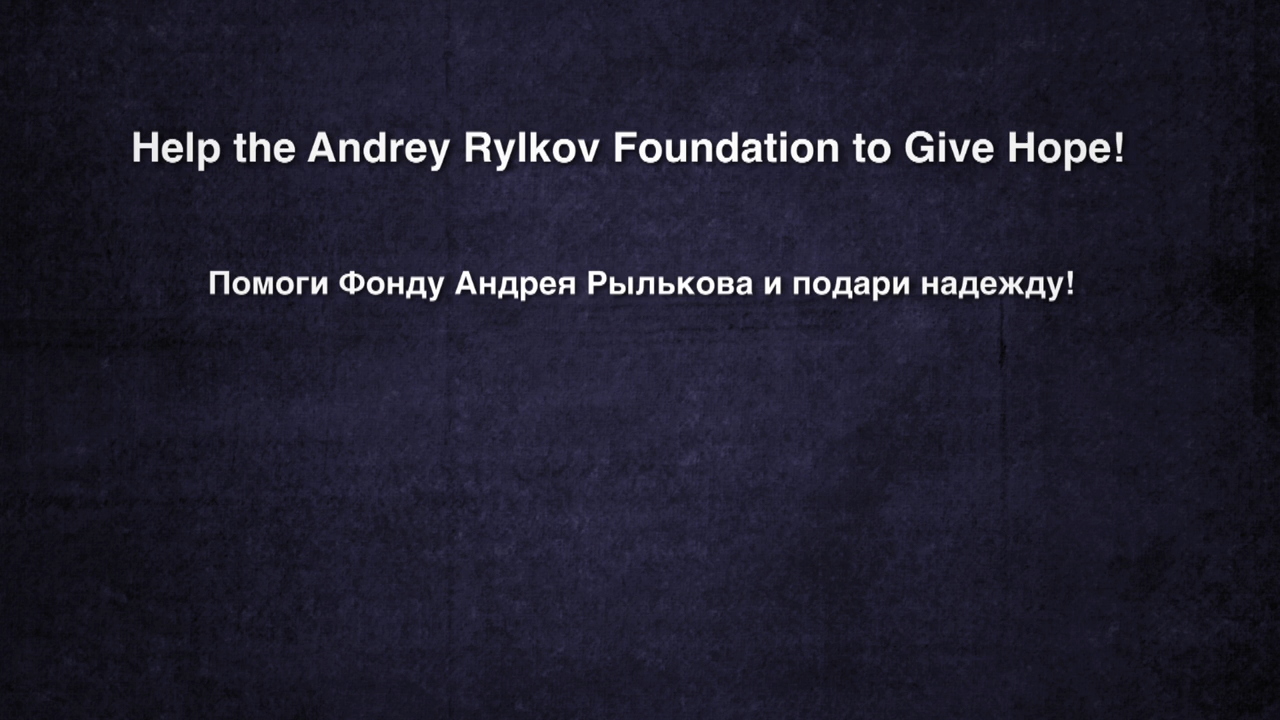 Help the Andrey Rylkov Foundation to Give Hope!
Помоги Фонду Андрея Рылькова и подари надежду!